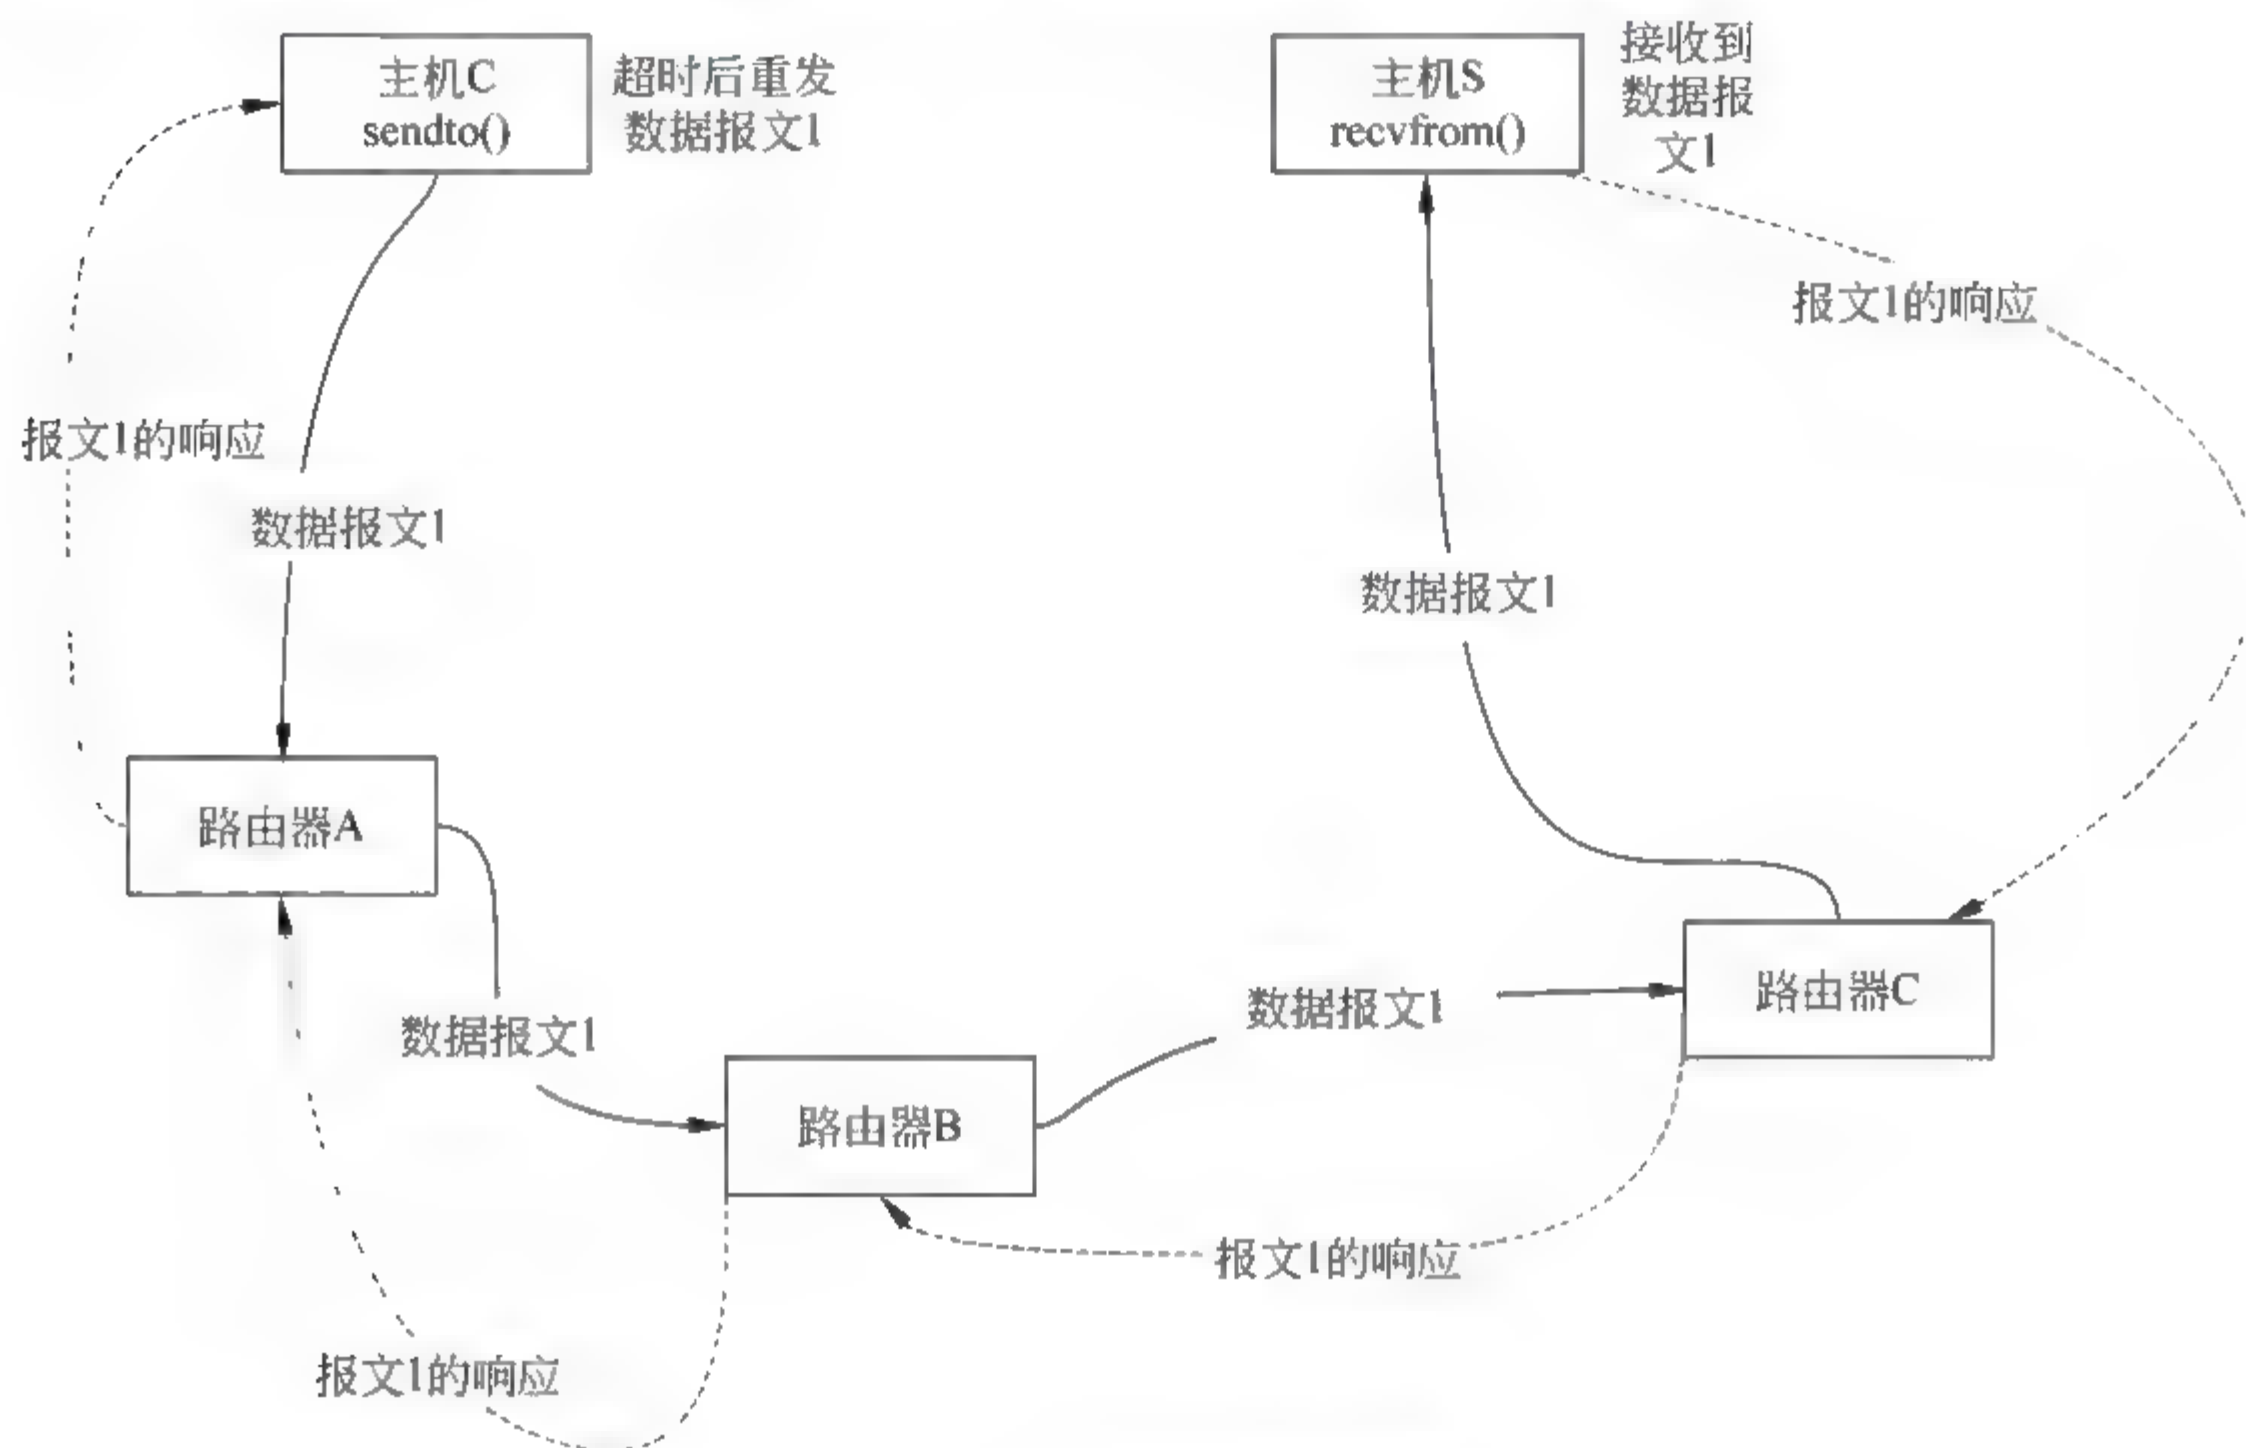 主机C
sendto()
超时后重发
数据报文1
主机S
recvfrom()
接收到
数据报
文1
报文1的响应
报文1的响应
数据报文1
数据报文1
路由器A
路由器C
数据报文1
数据报文1
路由器B
报文1的响应
报文1的响应